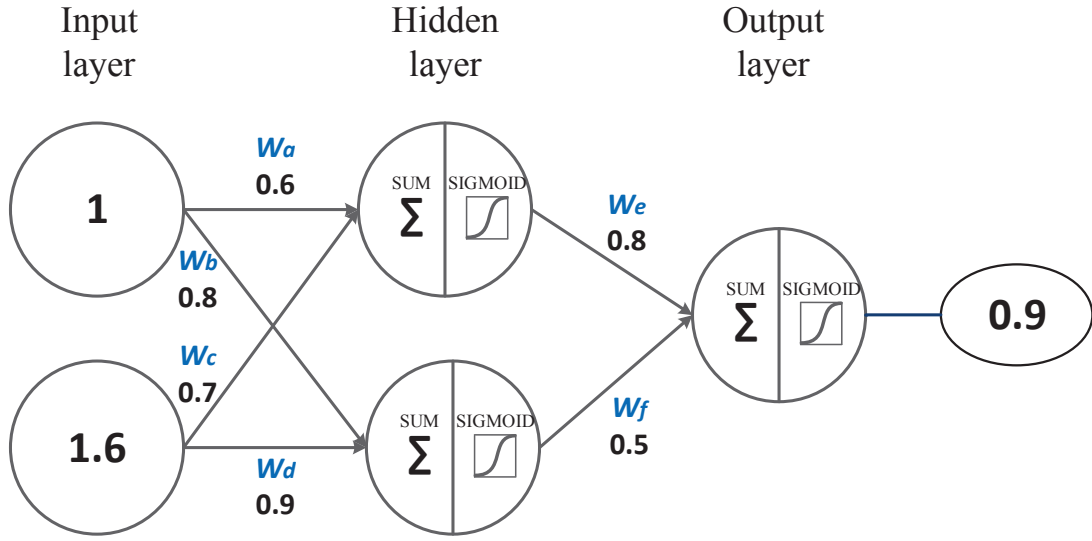 Input
layer
Hidden
layer
Output
layer
1
Wa
0.6
SUM
Σ
SIGMOID
We
0.8
Wb
0.8
SUM
Σ
SIGMOID
0.9
Wc
0.7
1.6
Wd
0.9
SUM
Σ
SIGMOID
Wf
0.5